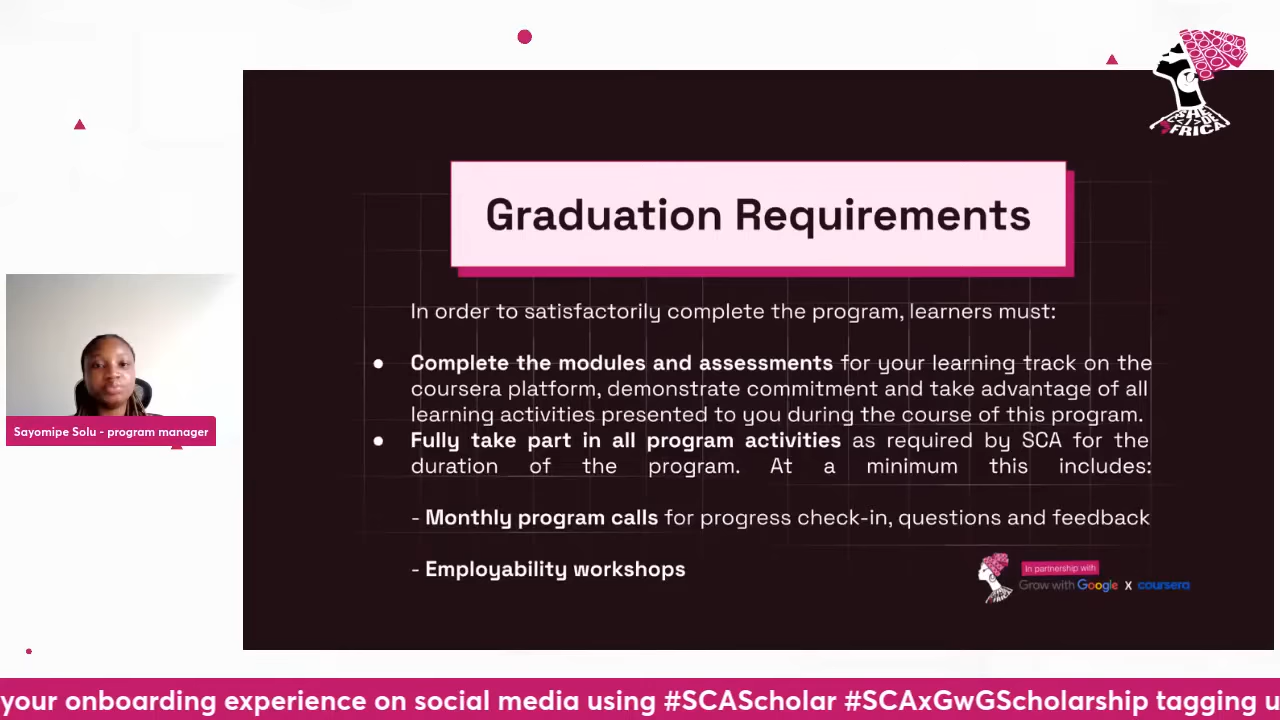 SHE
CODE
AFRICA
Graduation Requirements
In order to satisfactorily complete the program, learners must:
● Complete the modules and assessments for your learning track on the
coursera platform, demonstrate commitment and take advantage of all
learning activities presented to you during the course of this program.
● Fully take part in all program activities as required by SCA for the
duration of the program. At a minimum this includes:
- Monthly program calls for progress check-in, questions and feedback
- Employability workshops
Sayomipe Solu - program manager
In partnership with
Grow with Google X coursera
your onboarding experience on social media using #SCAScholar #SCAxGwGScholarship tagging u